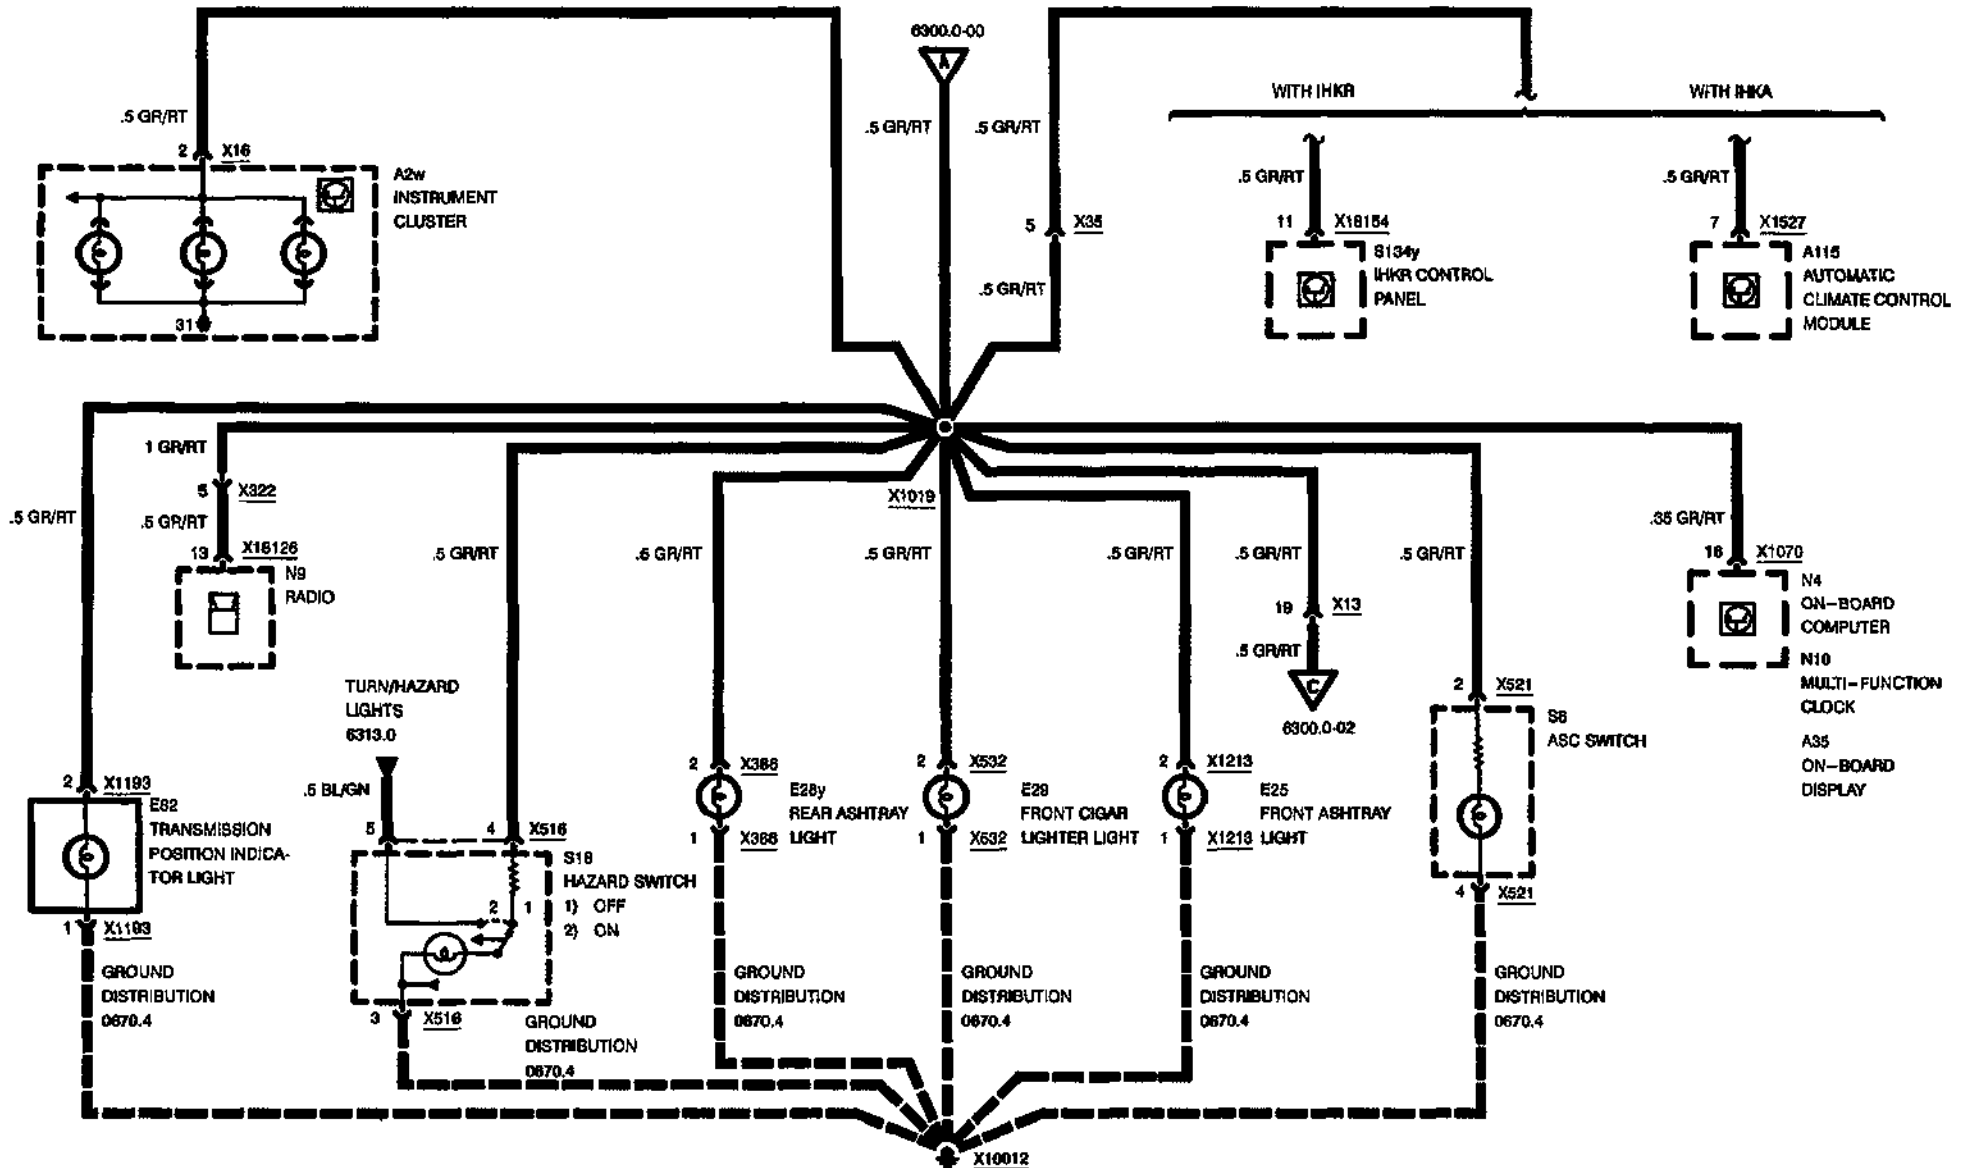 6300.0-00
A
WITH IHKR
WITH IHKA
.5 GR/RT
.5 GR/RT
.5 GR/RT
2 X16
A2w
INSTRUMENT
CLUSTER
31
.5 GR/RT
.5 GR/RT
5 X35
.5 GR/RT
11 X18154
S134y
IHKR CONTROL
PANEL
7 X1527
A115
AUTOMATIC
CLIMATE CONTROL
MODULE
1 GR/RT
5 X322
.5 GR/RT
.5 GR/RT
13 X18126
N9
RADIO
X1019
.5 GR/RT
.5 GR/RT
.5 GR/RT
.5 GR/RT
.5 GR/RT
.5 GR/RT
.35 GR/RT
16 X1070
N4
ON-BOARD
COMPUTER
N10
MULTI-FUNCTION
CLOCK
A35
ON-BOARD
DISPLAY
19 X13
.5 GR/RT
C
6300.0-02
2 X521
S6
ASC SWITCH
4 X521
TURN/HAZARD
LIGHTS
6313.0
.5 BL/GN
2 X1193
E82
TRANSMISSION
POSITION INDICA-
TOR LIGHT
1 X1193
5 4 X516
S18
HAZARD SWITCH
1) OFF
2) ON
2 1
3 X516
2 X366
E28y
REAR ASHTRAY
LIGHT
1 X366
2 X532
E29
FRONT CIGAR
LIGHTER LIGHT
1 X532
2 X1213
E25
FRONT ASHTRAY
LIGHT
1 X1213
GROUND
DISTRIBUTION
0670.4
GROUND
DISTRIBUTION
0670.4
GROUND
DISTRIBUTION
0670.4
GROUND
DISTRIBUTION
0670.4
GROUND
DISTRIBUTION
0670.4
GROUND
DISTRIBUTION
0670.4
X10012